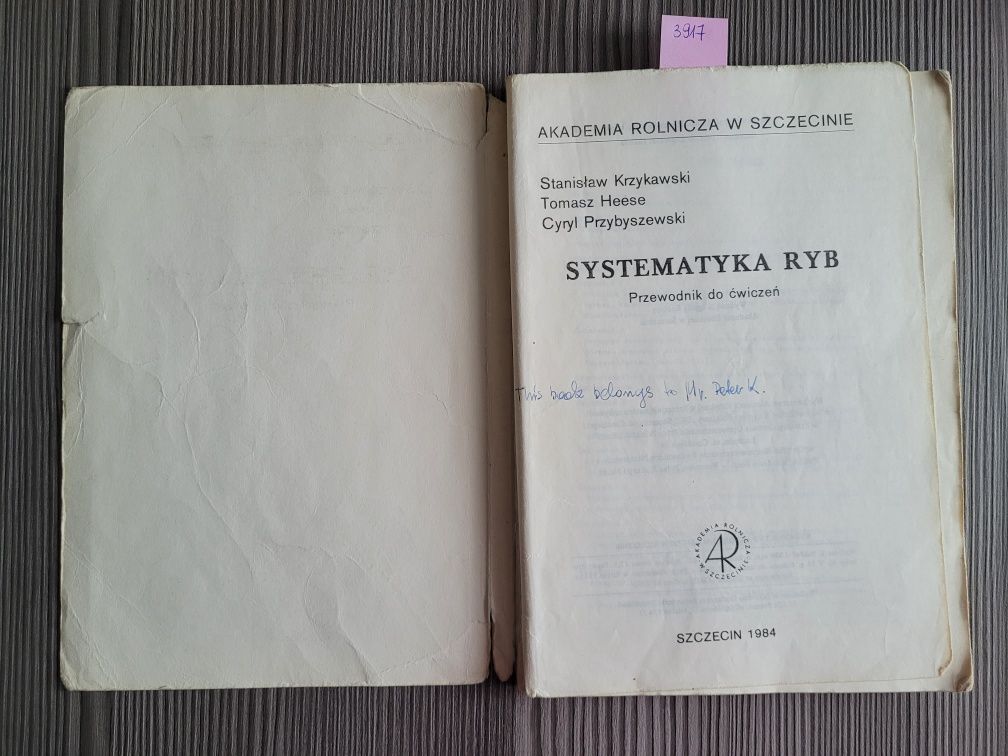 3917
AKADEMIA ROLNICZA W SZCZECINIE
Stanisław Krzykawski
Tomasz Heese
Cyryl Przybyszewski
SYSTEMATYKA RYB
Przewodnik do ćwiczeń
This book belongs to Mr. Peter K.
AKADEMIA ROLNICZA
W SZCZECINIE
AR
SZCZECIN 1984